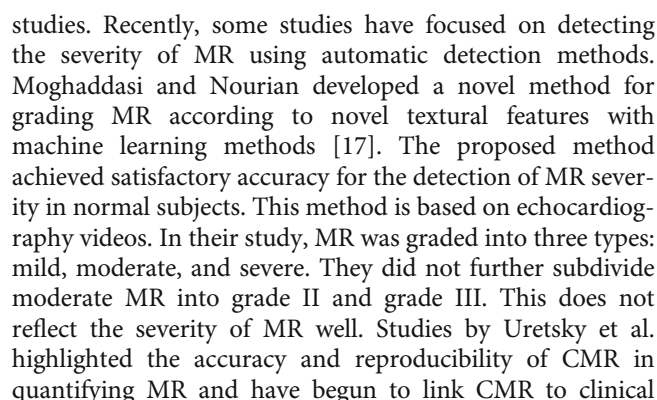 studies. Recently, some studies have focused on detecting
the severity of MR using automatic detection methods.
Moghaddasi and Nourian developed a novel method for
grading MR according to novel textural features with
machine learning methods [17]. The proposed method
achieved satisfactory accuracy for the detection of MR sever-
ity in normal subjects. This method is based on echocardiog-
raphy videos. In their study, MR was graded into three types:
mild, moderate, and severe. They did not further subdivide
moderate MR into grade II and grade III. This does not
reflect the severity of MR well. Studies by Uretsky et al.
highlighted the accuracy and reproducibility of CMR in
quantifying MR and have begun to link CMR to clinical